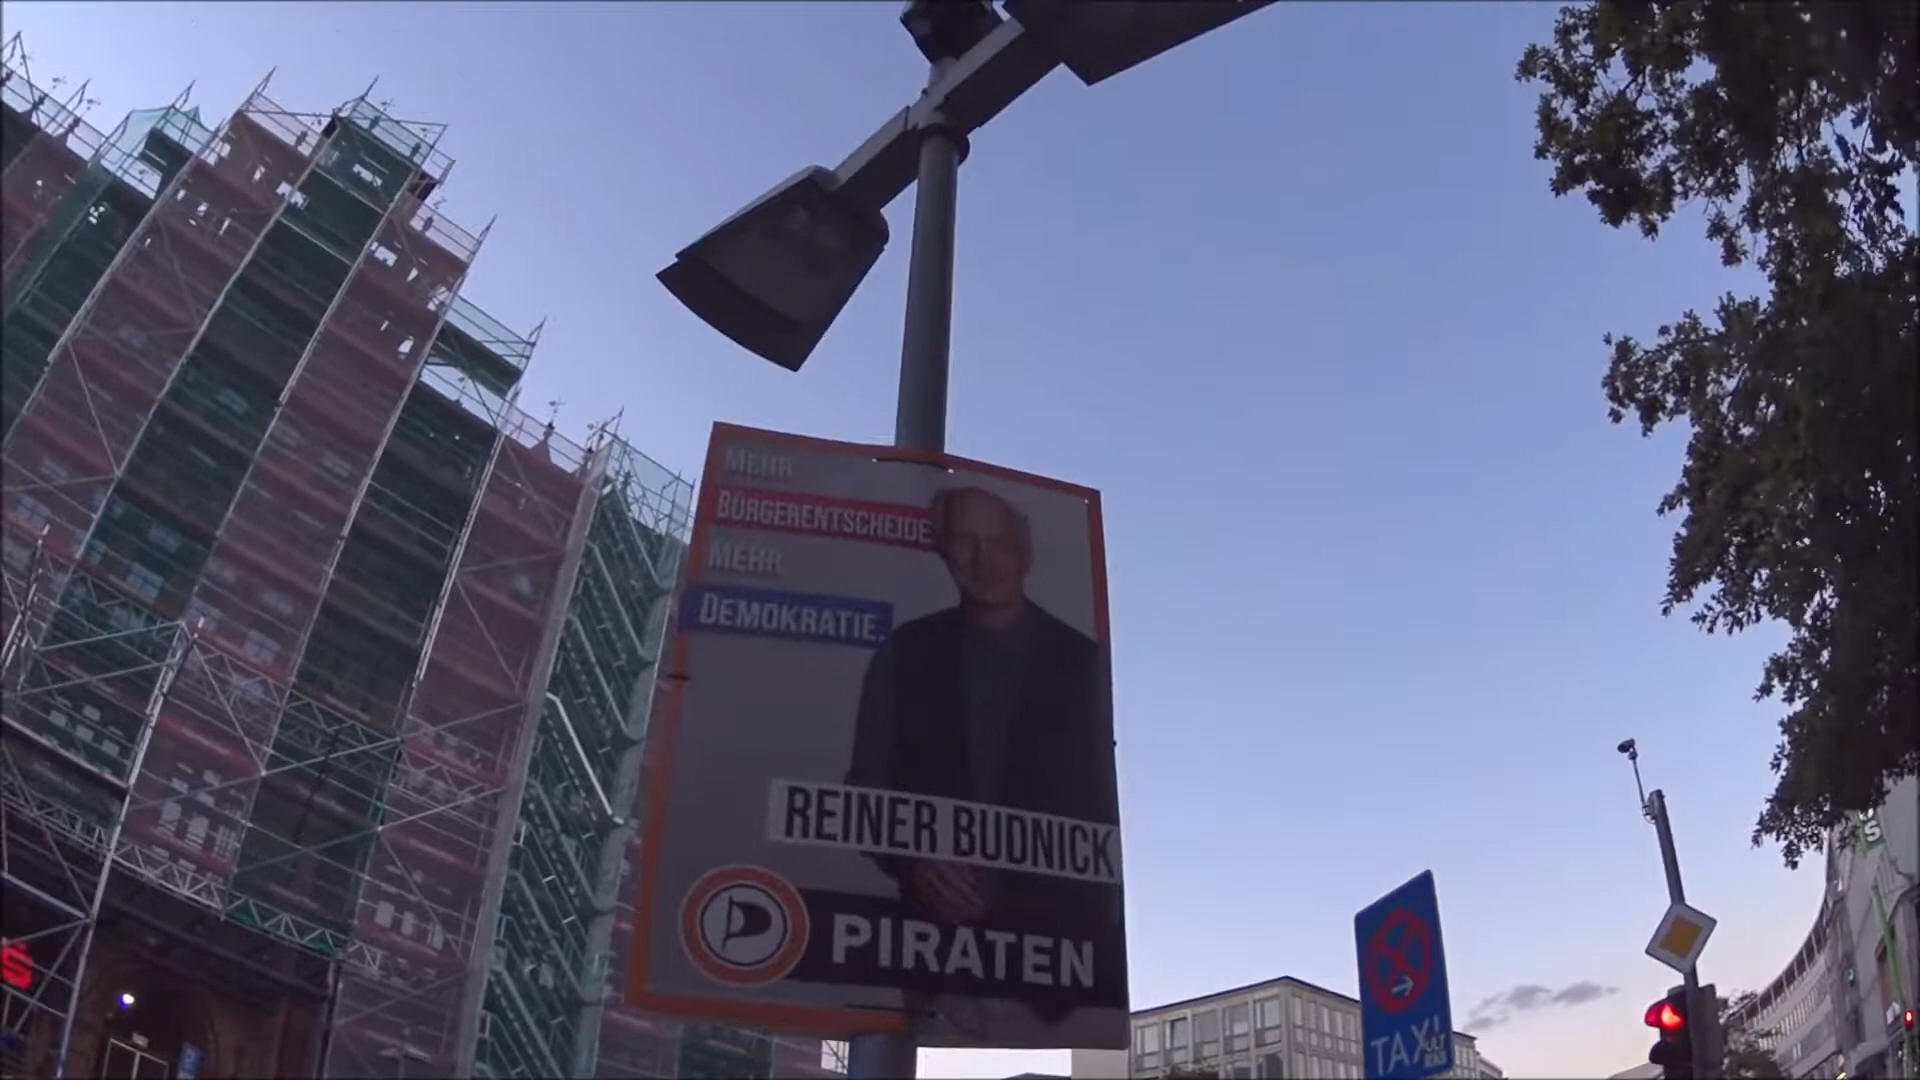 MEHR
BÜRGERENTSCHEIDE.
MEHR
DEMOKRATIE.
REINER BUDNICK
PIRATEN
TAXI